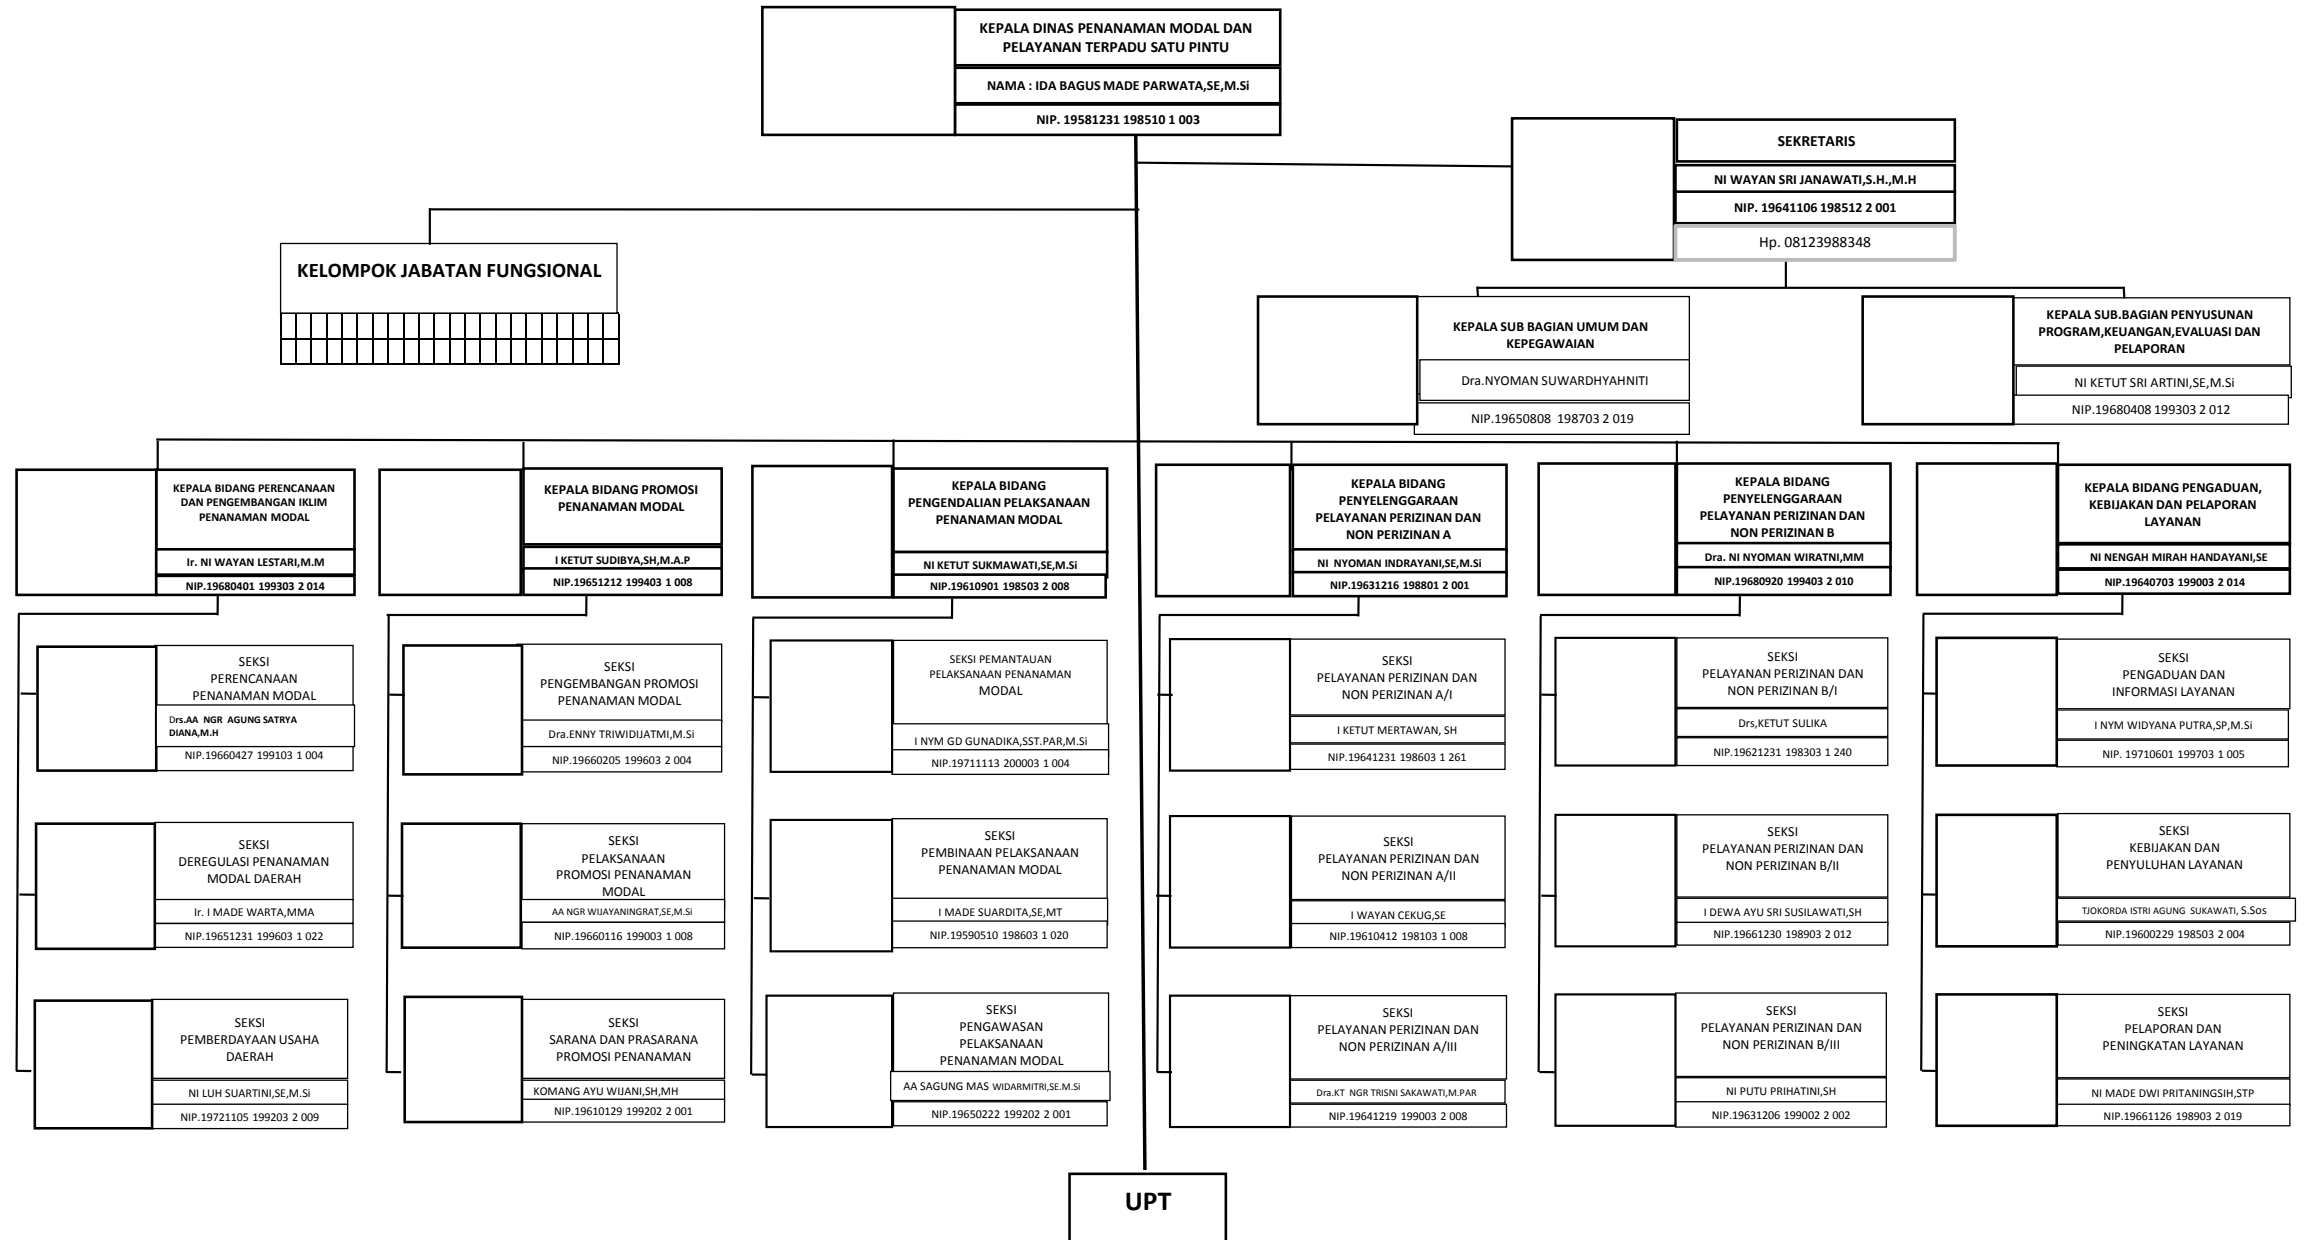 KEPALA DINAS PENANAMAN MODAL DAN
PELAYANAN TERPADU SATU PINTU
NAMA : IDA BAGUS MADE PARWATA,SE,M.Si
NIP. 19581231 198510 1 003
SEKRETARIS
NI WAYAN SRI JANAWATI,S.H.,M.H
NIP. 19641106 198512 2 001
Hp. 08123988348
KELOMPOK JABATAN FUNGSIONAL
KEPALA SUB BAGIAN UMUM DAN
KEPEGAWAIAN
Dra.NYOMAN SUWARDHYAHNITI
NIP.19650808 198703 2 019
KEPALA SUB.BAGIAN PENYUSUNAN
PROGRAM,KEUANGAN,EVALUASI DAN
PELAPORAN
NI KETUT SRI ARTINI,SE,M.Si
NIP.19680408 199303 2 012
KEPALA BIDANG PERENCANAAN
DAN PENGEMBANGAN IKLIM
PENANAMAN MODAL
Ir. NI WAYAN LESTARI,M.M
NIP.19680401 199303 2 014
KEPALA BIDANG PROMOSI
PENANAMAN MODAL
I KETUT SUDIBYA,SH,M.A.P
NIP.19651212 199403 1 008
KEPALA BIDANG
PENGENDALIAN PELAKSANAAN
PENANAMAN MODAL
NI KETUT SUKMAWATI,SE,M.Si
NIP.19610901 198503 2 008
KEPALA BIDANG
PENYELENGGARAAN
PELAYANAN PERIZINAN DAN
NON PERIZINAN A
NI NYOMAN INDRAYANI,SE,M.Si
NIP.19631216 198801 2 001
KEPALA BIDANG
PENYELENGGARAAN
PELAYANAN PERIZINAN DAN
NON PERIZINAN B
Dra. NI NYOMAN WIRATNI,MM
NIP.19680920 199403 2 010
KEPALA BIDANG PENGADUAN,
KEBIJAKAN DAN PELAPORAN
LAYANAN
NI NENGAH MIRAH HANDAYANI,SE
NIP.19640703 199003 2 014
SEKSI
PERENCANAAN
PENANAMAN MODAL
Drs.AA NGR AGUNG SATRYA
DIANA,M.H
NIP.19660427 199103 1 004
SEKSI
PENGEMBANGAN PROMOSI
PENANAMAN MODAL
Dra.ENNY TRIWIDIJATMI,M.Si
NIP.19660205 199603 2 004
SEKSI PEMANTAUAN
PELAKSANAAN PENANAMAN
MODAL
I NYM GD GUNADIKA,SST.PAR,M.Si
NIP.19711113 200003 1 004
SEKSI
PELAYANAN PERIZINAN DAN
NON PERIZINAN A/I
I KETUT MERTAWAN, SH
NIP.19641231 198603 1 261
SEKSI
PELAYANAN PERIZINAN DAN
NON PERIZINAN B/I
Drs,KETUT SULIKA
NIP.19621231 198303 1 240
SEKSI
PENGADUAN DAN
INFORMASI LAYANAN
I NYM WIDYANA PUTRA,SP,M.Si
NIP. 19710601 199703 1 005
SEKSI
DEREGULASI PENANAMAN
MODAL DAERAH
Ir. I MADE WARTA,MMA
NIP.19651231 199603 1 022
SEKSI
PELAKSANAAN
PROMOSI PENANAMAN
MODAL
AA NGR WIJAYANINGRAT,SE,M.Si
NIP.19660116 199003 1 008
SEKSI
PEMBINAAN PELAKSANAAN
PENANAMAN MODAL
I MADE SUARDITA,SE,MT
NIP.19590510 198603 1 020
SEKSI
PELAYANAN PERIZINAN DAN
NON PERIZINAN A/II
I WAYAN CEKUG,SE
NIP.19610412 198103 1 008
SEKSI
PELAYANAN PERIZINAN DAN
NON PERIZINAN B/II
I DEWA AYU SRI SUSILAWATI,SH
NIP.19661230 198903 2 012
SEKSI
KEBIJAKAN DAN
PENYULUHAN LAYANAN
TJOKORDA ISTRI AGUNG SUKAWATI, S.Sos
NIP.19600229 198503 2 004
SEKSI
PEMBERDAYAAN USAHA
DAERAH
NI LUH SUARTINI,SE,M.Si
NIP.19721105 199203 2 009
SEKSI
SARANA DAN PRASARANA
PROMOSI PENANAMAN
KOMANG AYU WIJANI,SH,MH
NIP.19610129 199202 2 001
SEKSI
PENGAWASAN
PELAKSANAAN
PENANAMAN MODAL
AA SAGUNG MAS WIDARMITRI,SE.M.Si
NIP.19650222 199202 2 001
SEKSI
PELAYANAN PERIZINAN DAN
NON PERIZINAN A/III
Dra.KT NGR TRISNI SAKAWATI,M.PAR
NIP.19641219 199003 2 008
SEKSI
PELAYANAN PERIZINAN DAN
NON PERIZINAN B/III
NI PUTU PRIHATINI,SH
NIP.19631206 199002 2 002
SEKSI
PELAPORAN DAN
PENINGKATAN LAYANAN
NI MADE DWI PRITANINGSIH,STP
NIP.19661126 198903 2 019
UPT